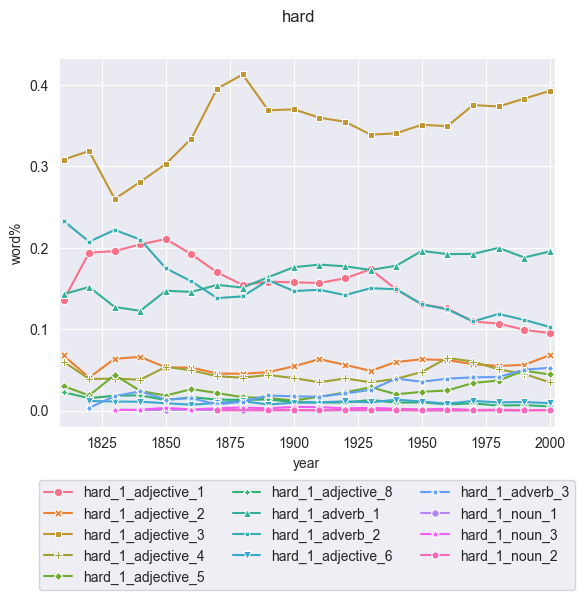 hard
0.4
0.3
0.2
0.1
0.0
word%
1825 1850 1875 1900 1925 1950 1975 2000
year
hard_1_adjective_1 hard_1_adjective_8 hard_1_adverb_3
hard_1_adjective_2 hard_1_adverb_1 hard_1_noun_1
hard_1_adjective_3 hard_1_adverb_2 hard_1_noun_3
hard_1_adjective_4 hard_1_adjective_6 hard_1_noun_2
hard_1_adjective_5